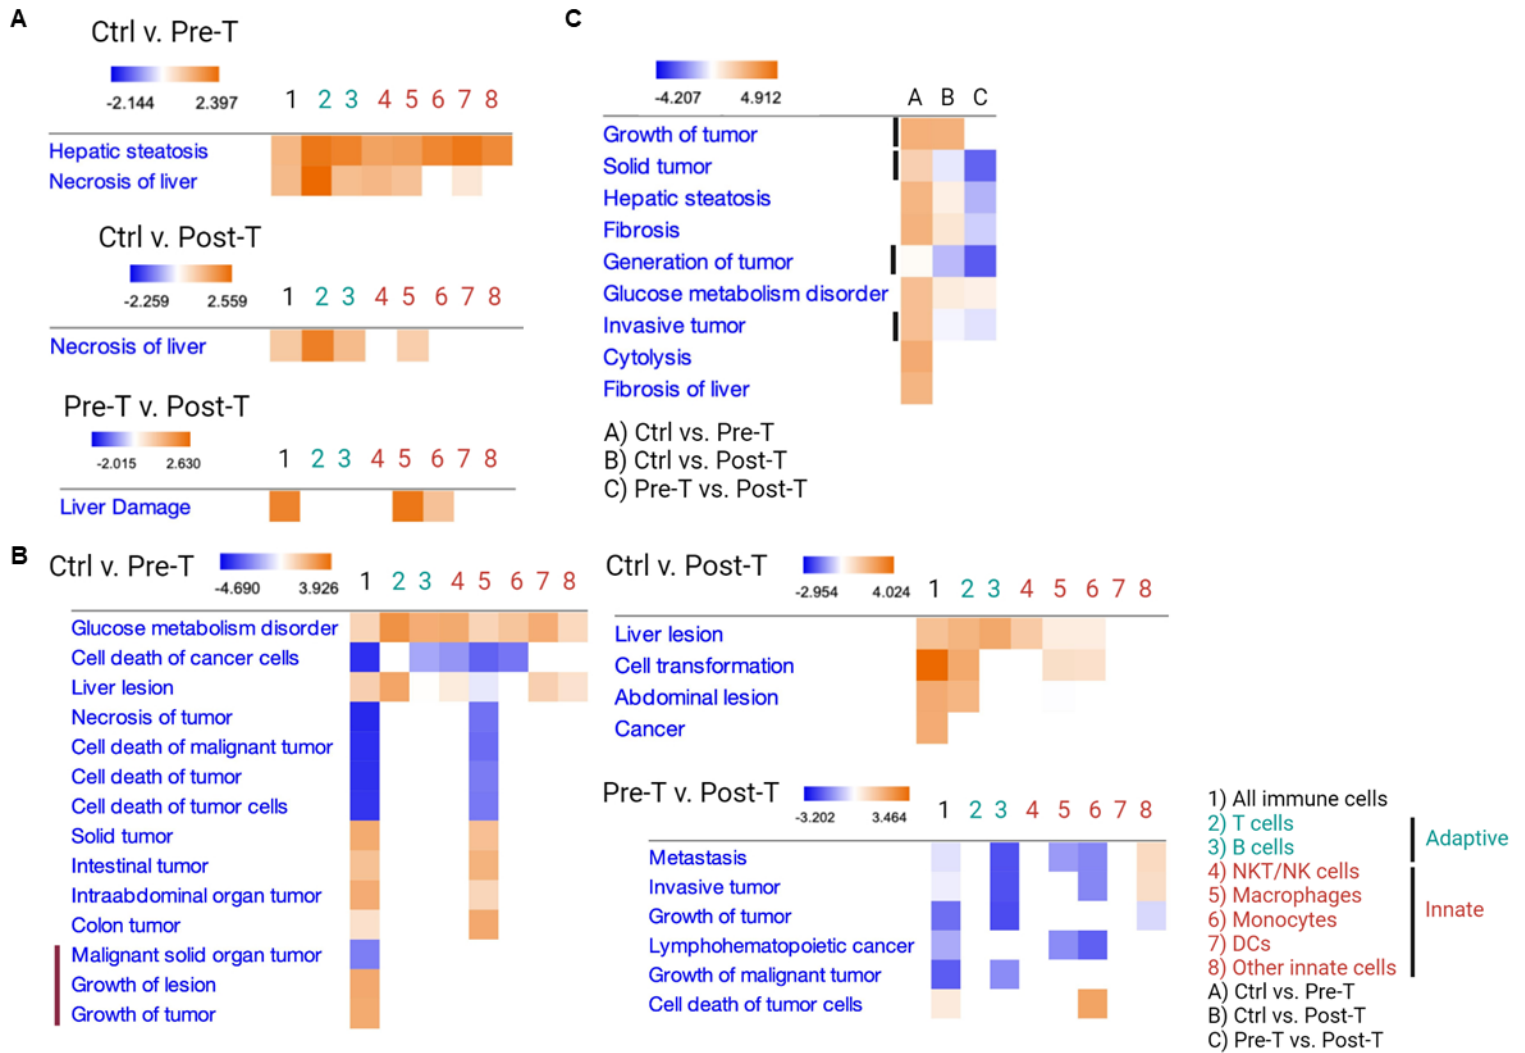 A
Ctrl v. Pre-T
-2.144 2.397
1 2 3 4 5 6 7 8
Hepatic steatosis
Necrosis of liver
Ctrl v. Post-T
-2.259 2.559
1 2 3 4 5 6 7 8
Necrosis of liver
Pre-T v. Post-T
-2.015 2.630
1 2 3 4 5 6 7 8
Liver Damage
C
-4.207 4.912
A B C
Growth of tumor
Solid tumor
Hepatic steatosis
Fibrosis
Generation of tumor
Glucose metabolism disorder
Invasive tumor
Cytolysis
Fibrosis of liver
A) Ctrl vs. Pre-T
B) Ctrl vs. Post-T
C) Pre-T vs. Post-T
B
Ctrl v. Pre-T
-4.690 3.926
1 2 3 4 5 6 7 8
Glucose metabolism disorder
Cell death of cancer cells
Liver lesion
Necrosis of tumor
Cell death of malignant tumor
Cell death of tumor
Cell death of tumor cells
Solid tumor
Intestinal tumor
Intraabdominal organ tumor
Colon tumor
Malignant solid organ tumor
Growth of lesion
Growth of tumor
Ctrl v. Post-T
-2.954 4.024
1 2 3 4 5 6 7 8
Liver lesion
Cell transformation
Abdominal lesion
Cancer
Pre-T v. Post-T
-3.202 3.464
1 2 3 4 5 6 7 8
Metastasis
Invasive tumor
Growth of tumor
Lymphohematopoietic cancer
Growth of malignant tumor
Cell death of tumor cells
1) All immune cells
2) T cells
3) B cells
Adaptive
4) NKT/NK cells
5) Macrophages
6) Monocytes
7) DCs
8) Other innate cells
Innate
A) Ctrl vs. Pre-T
B) Ctrl vs. Post-T
C) Pre-T vs. Post-T